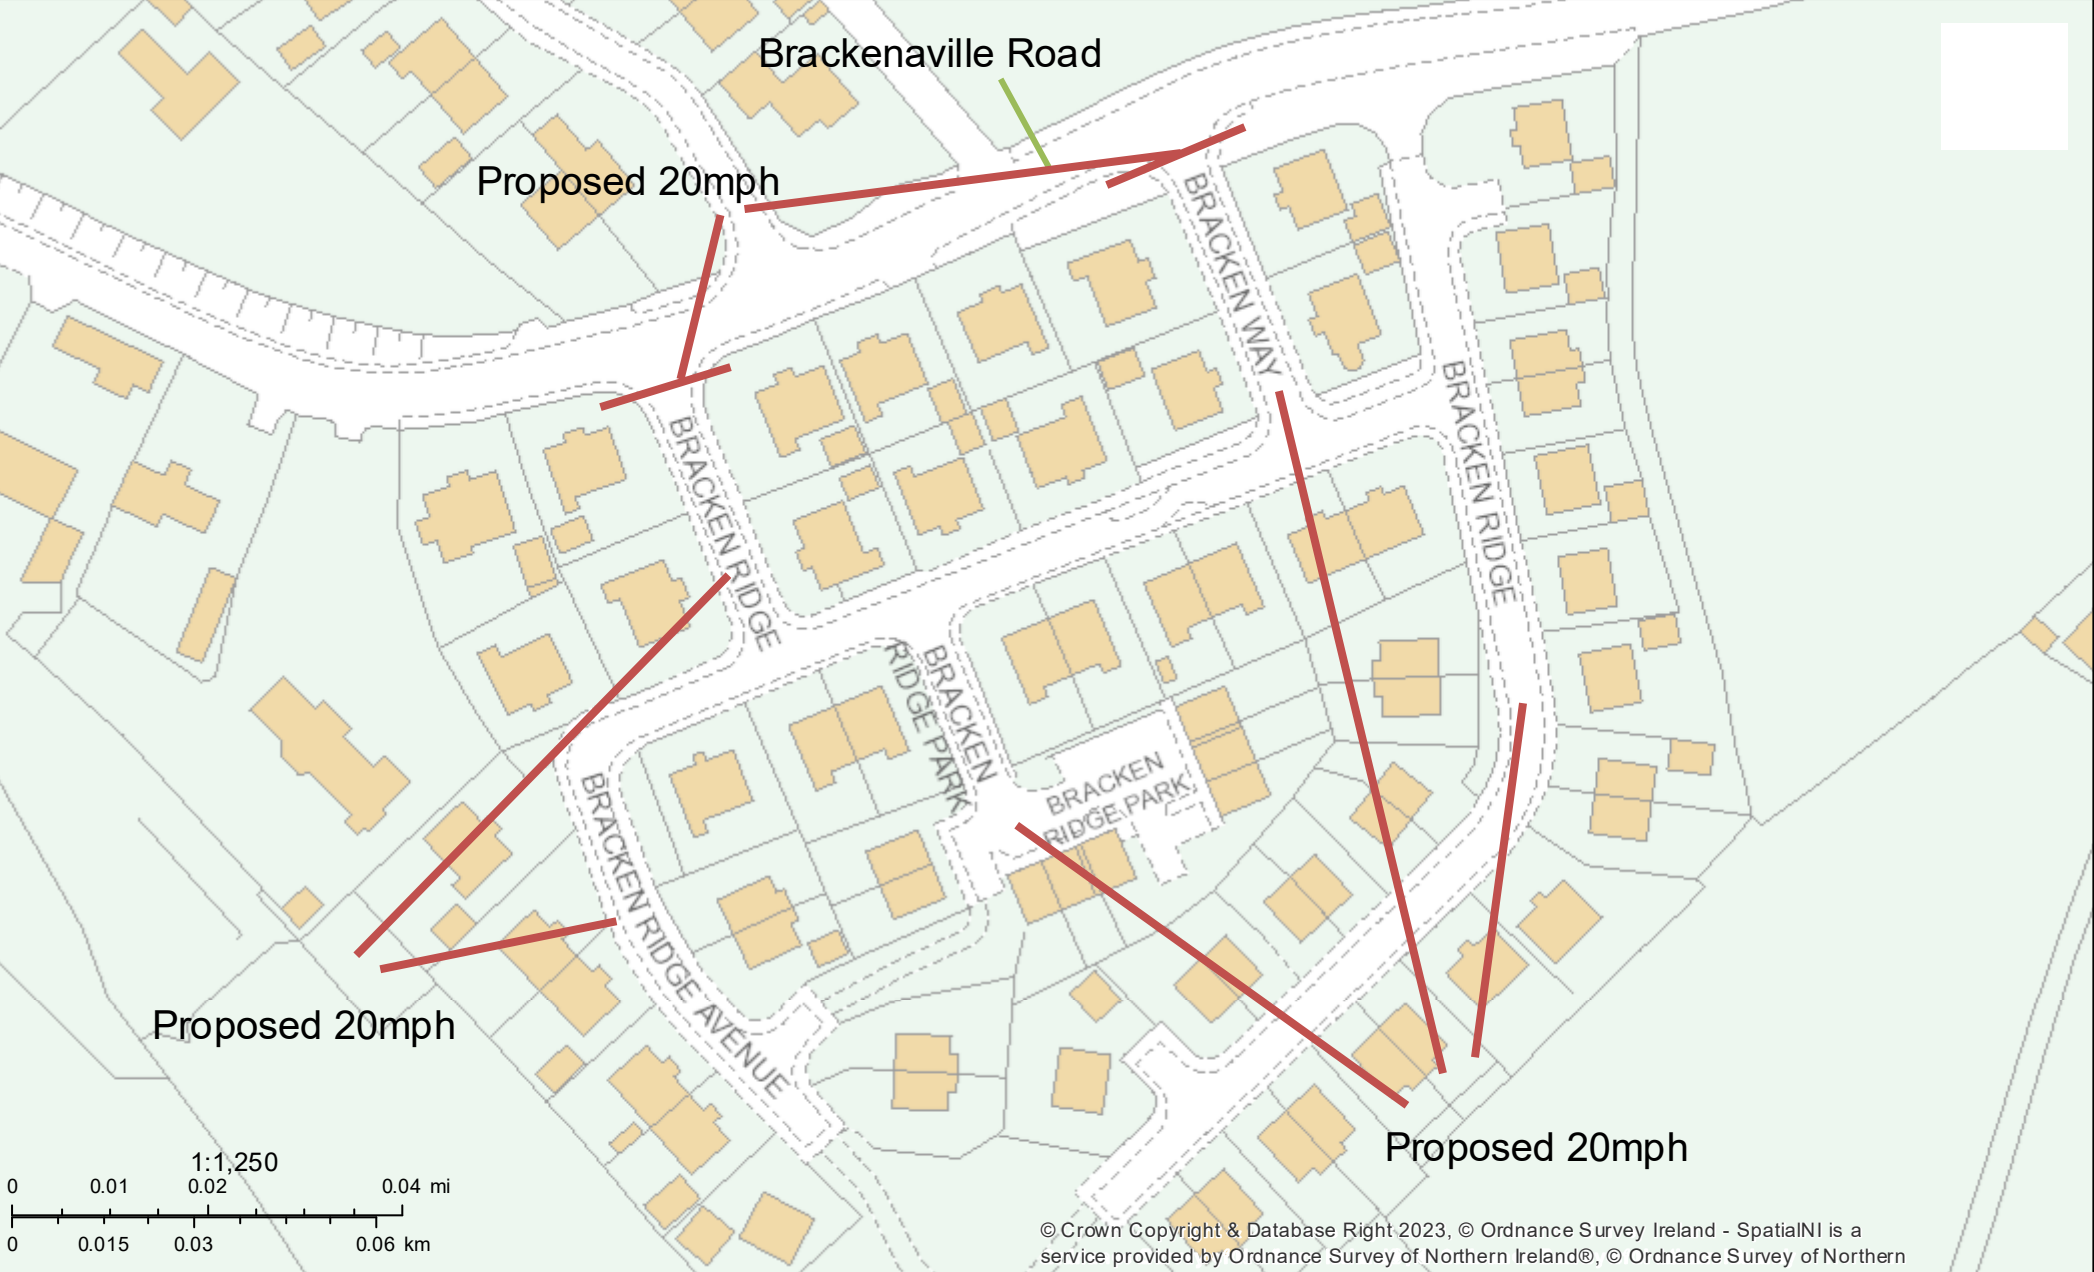 Brackenaville Road
Proposed 20mph
BRACKEN WAY
BRACKEN RIDGE
BRACKEN RIDGE
BRACKEN
RIDGE PARK
BRACKEN
RIDGE PARK
BRACKEN RIDGE AVENUE
Proposed 20mph
Proposed 20mph
1:1,250
0 0.01 0.02 0.04 mi
0 0.015 0.03 0.06 km
© Crown Copyright & Database Right 2023, © Ordnance Survey Ireland - SpatialNI is a
service provided by Ordnance Survey of Northern Ireland®, © Ordnance Survey of Northern